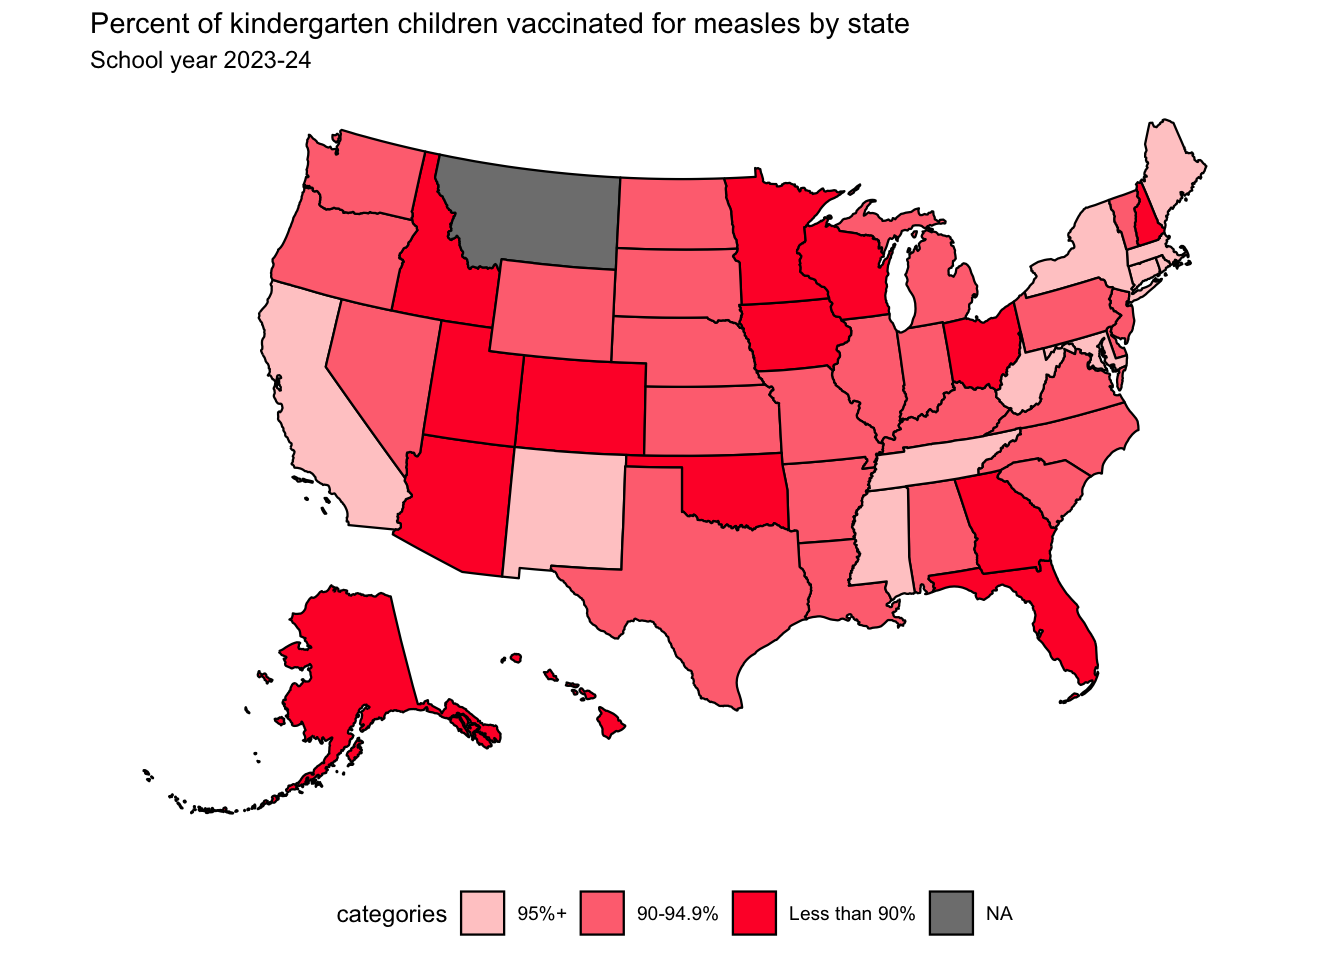 Percent of kindergarten children vaccinated for measles by state
School year 2023-24
categories 95%+ 90-94.9% Less than 90% NA